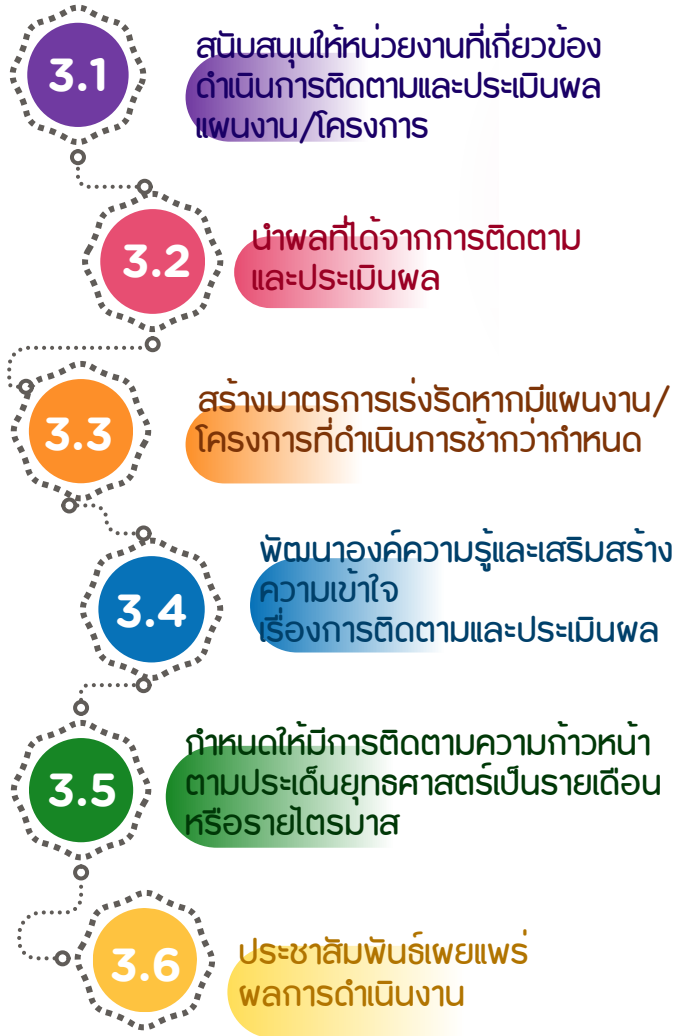 3.1
สนับสนุนให้หน่วยงานที่เกี่ยวข้อง
ดำเนินการติดตามและประเมินผล
แผนงาน/โครงการ
3.2
นำผลที่ได้จากการติดตาม
และประเมินผล
3.3
สร้างมาตรการเร่งรัดหากมีแผนงาน/
โครงการที่ดำเนินการช้ากว่ากำหนด
3.4
พัฒนาองค์ความรู้และเสริมสร้าง
ความเข้าใจ
เรื่องการติดตามและประเมินผล
3.5
กำหนดให้มีการติดตามความก้าวหน้า
ตามประเด็นยุทธศาสตร์เป็นรายเดือน
หรือรายไตรมาส
3.6
ประชาสัมพันธ์เผยแพร่
ผลการดำเนินงาน